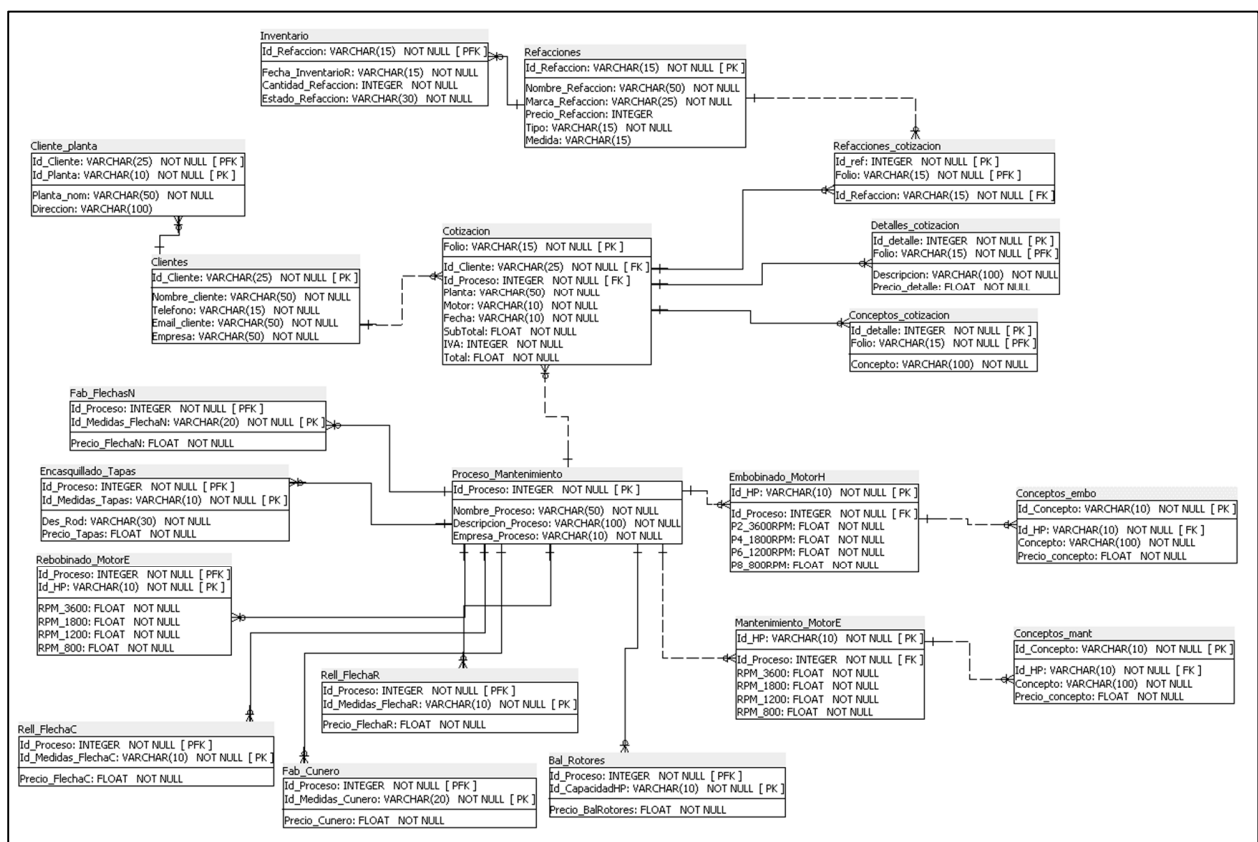 Inventario
Id_Refaccion: VARCHAR(15) NOT NULL [ PFK ]
Fecha_InventarioR: VARCHAR(15) NOT NULL
Cantidad_Refaccion: INTEGER NOT NULL
Estado_Refaccion: VARCHAR(30) NOT NULL
Refacciones
Id_Refaccion: VARCHAR(15) NOT NULL [ PK ]
Nombre_Refaccion: VARCHAR(50) NOT NULL
Marca_Refaccion: VARCHAR(25) NOT NULL
Precio_Refaccion: INTEGER
Tipo: VARCHAR(15) NOT NULL
Medida: VARCHAR(15)
Cliente_planta
Id_Cliente: VARCHAR(25) NOT NULL [ PFK ]
Id_Planta: VARCHAR(10) NOT NULL [ PK ]
Planta_nom: VARCHAR(50) NOT NULL
Direccion: VARCHAR(100)
Refacciones_cotizacion
Id_ref: INTEGER NOT NULL [ PK ]
Folio: VARCHAR(15) NOT NULL [ PFK ]
Id_Refaccion: VARCHAR(15) NOT NULL [ FK ]
Clientes
Id_Cliente: VARCHAR(25) NOT NULL [ PK ]
Nombre_cliente: VARCHAR(50) NOT NULL
Telefono: VARCHAR(15) NOT NULL
Email_cliente: VARCHAR(50) NOT NULL
Empresa: VARCHAR(50) NOT NULL
Cotizacion
Folio: VARCHAR(15) NOT NULL [ PK ]
Id_Cliente: VARCHAR(25) NOT NULL [ FK ]
Id_Proceso: INTEGER NOT NULL [ FK ]
Planta: VARCHAR(50) NOT NULL
Motor: VARCHAR(10) NOT NULL
Fecha: VARCHAR(10) NOT NULL
SubTotal: FLOAT NOT NULL
IVA: INTEGER NOT NULL
Total: FLOAT NOT NULL
Detalles_cotizacion
Id_detalle: INTEGER NOT NULL [ PK ]
Folio: VARCHAR(15) NOT NULL [ PFK ]
Descripcion: VARCHAR(100) NOT NULL
Precio_detalle: FLOAT NOT NULL
Conceptos_cotizacion
Id_detalle: INTEGER NOT NULL [ PK ]
Folio: VARCHAR(15) NOT NULL [ PFK ]
Concepto: VARCHAR(100) NOT NULL
Fab_FlechasN
Id_Proceso: INTEGER NOT NULL [ PFK ]
Id_Medidas_FlechaN: VARCHAR(20) NOT NULL [ PK ]
Precio_FlechaN: FLOAT NOT NULL
Encasquillado_Tapas
Id_Proceso: INTEGER NOT NULL [ PFK ]
Id_Medidas_Tapas: VARCHAR(10) NOT NULL [ PK ]
Des_Rod: VARCHAR(30) NOT NULL
Precio_Tapas: FLOAT NOT NULL
Proceso_Mantenimiento
Id_Proceso: INTEGER NOT NULL [ PK ]
Nombre_Proceso: VARCHAR(50) NOT NULL
Descripcion_Proceso: VARCHAR(100) NOT NULL
Empresa_Proceso: VARCHAR(10) NOT NULL
Embobinado_MotorH
Id_HP: VARCHAR(10) NOT NULL [ PK ]
Id_Proceso: INTEGER NOT NULL [ FK ]
P2_3600RPM: FLOAT NOT NULL
P4_1800RPM: FLOAT NOT NULL
P6_1200RPM: FLOAT NOT NULL
P8_800RPM: FLOAT NOT NULL
Conceptos_embo
Id_Concepto: VARCHAR(10) NOT NULL [ PK ]
Id_HP: VARCHAR(10) NOT NULL [ FK ]
Concepto: VARCHAR(100) NOT NULL
Precio_concepto: FLOAT NOT NULL
Rebobinado_MotorE
Id_Proceso: INTEGER NOT NULL [ PFK ]
Id_HP: VARCHAR(10) NOT NULL [ PK ]
RPM_3600: FLOAT NOT NULL
RPM_1800: FLOAT NOT NULL
RPM_1200: FLOAT NOT NULL
RPM_800: FLOAT NOT NULL
Mantenimiento_MotorE
Id_HP: VARCHAR(10) NOT NULL [ PK ]
Id_Proceso: INTEGER NOT NULL [ FK ]
RPM_3600: FLOAT NOT NULL
RPM_1800: FLOAT NOT NULL
RPM_1200: FLOAT NOT NULL
RPM_800: FLOAT NOT NULL
Conceptos_mant
Id_Concepto: VARCHAR(10) NOT NULL [ PK ]
Id_HP: VARCHAR(10) NOT NULL [ FK ]
Concepto: VARCHAR(100) NOT NULL
Precio_concepto: FLOAT NOT NULL
Rell_FlechaR
Id_Proceso: INTEGER NOT NULL [ PFK ]
Id_Medidas_FlechaR: VARCHAR(10) NOT NULL [ PK ]
Precio_FlechaR: FLOAT NOT NULL
Rell_FlechaC
Id_Proceso: INTEGER NOT NULL [ PFK ]
Id_Medidas_FlechaC: VARCHAR(10) NOT NULL [ PK ]
Precio_FlechaC: FLOAT NOT NULL
Fab_Cunero
Id_Proceso: INTEGER NOT NULL [ PFK ]
Id_Medidas_Cunero: VARCHAR(20) NOT NULL [ PK ]
Precio_Cunero: FLOAT NOT NULL
Bal_Rotores
Id_Proceso: INTEGER NOT NULL [ PFK ]
Id_CapacidadHP: VARCHAR(10) NOT NULL [ PK ]
Precio_BalRotores: FLOAT NOT NULL